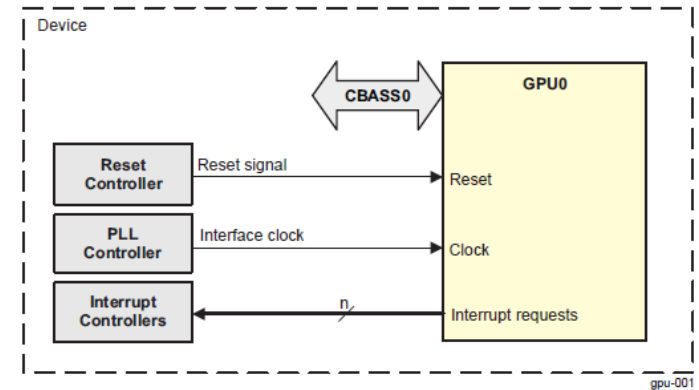 Device
CBASS0
GPU0
Reset
Controller
Reset signal
Reset
PLL
Controller
Interface clock
Clock
Interrupt
Controllers
n
Interrupt requests
gpu-001